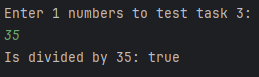 Enter 1 numbers to test task 3:
35
Is divided by 35: true